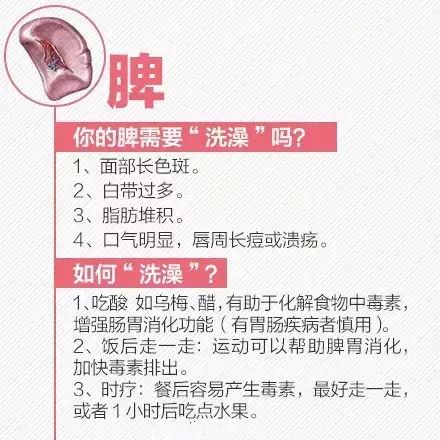 脾
你的脾需要“洗澡”吗?
1、面部长色斑。
2、白带过多。
3、脂肪堆积。
4、口气明显，唇周长痘或溃疡。
如何“洗澡”?
1、吃酸 如乌梅、醋,有助于化解食物中毒素,
增强肠胃消化功能（有胃肠疾病者慎用）。
2、饭后走一走：运动可以帮助脾胃消化，
加快毒素排出。
3、时疗：餐后容易产生毒素，最好走一走，
或者1小时后吃点水果。